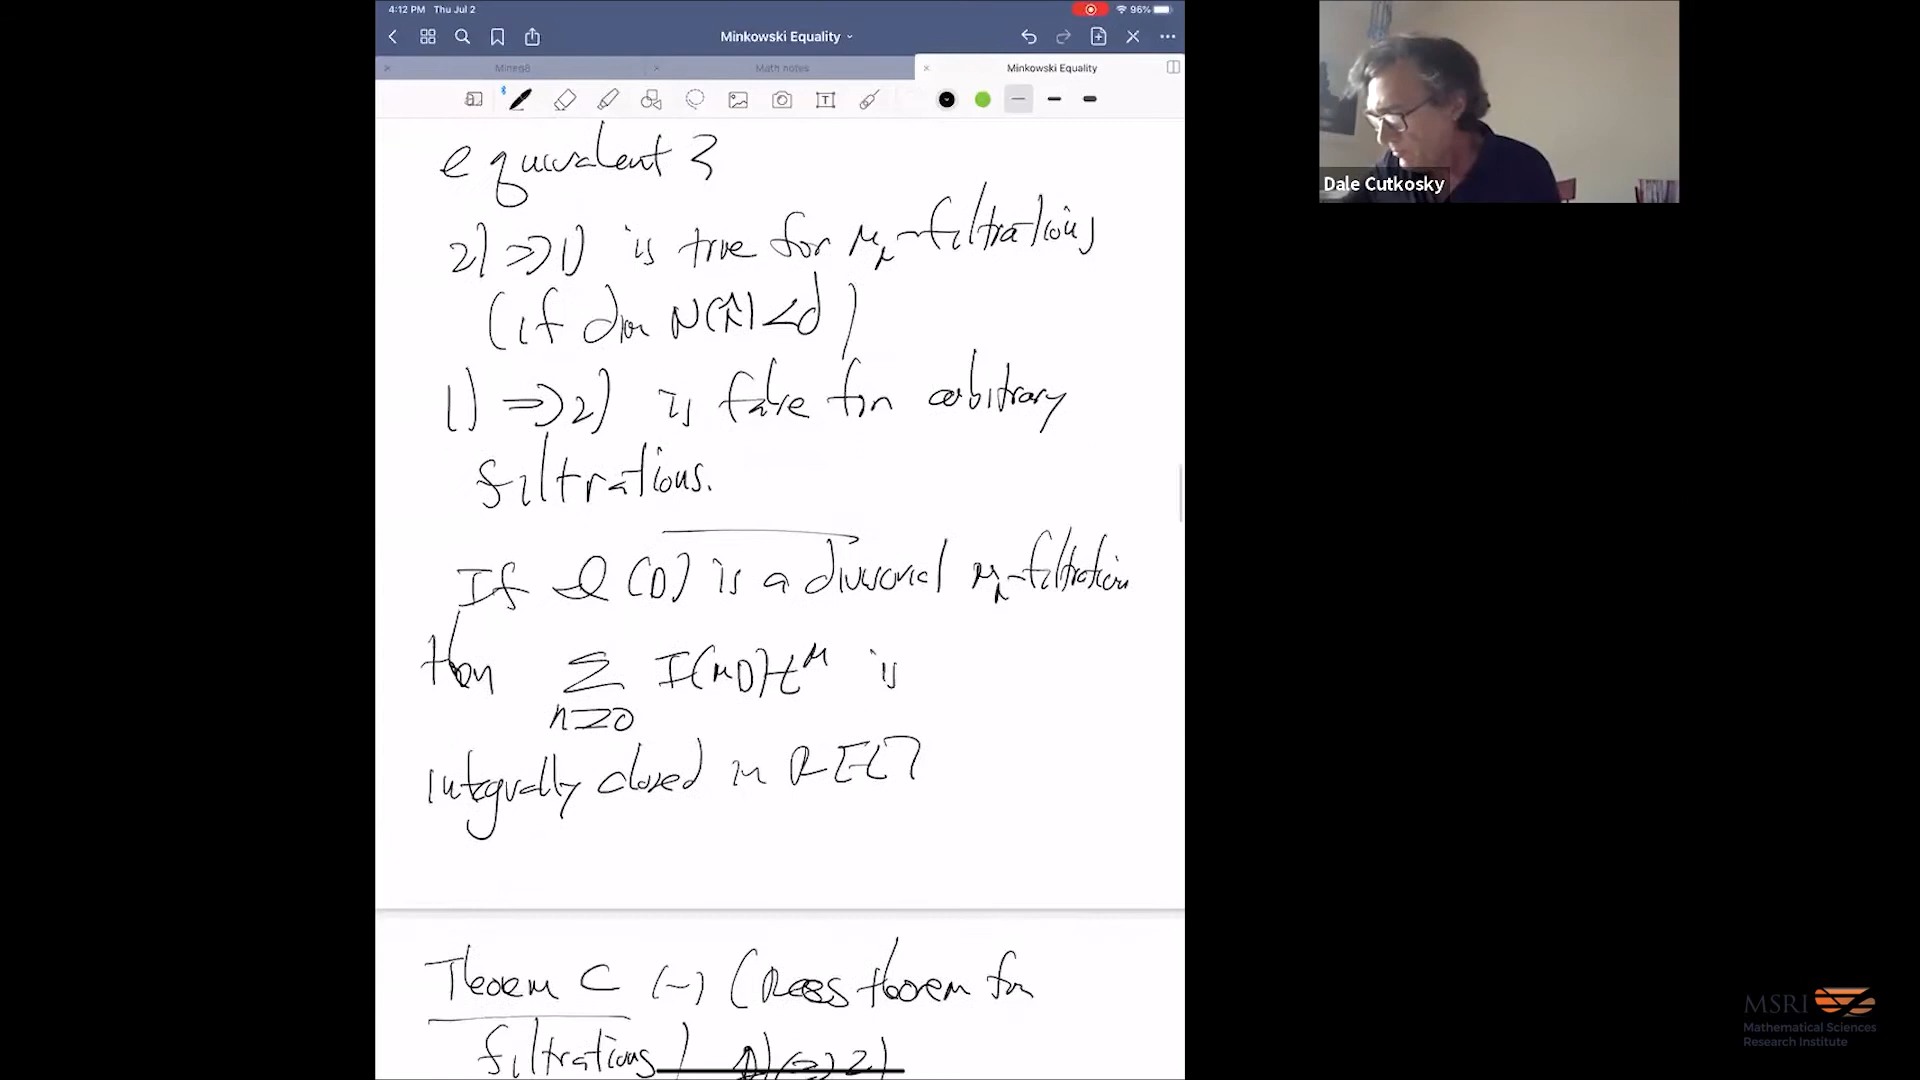 4:12 PM Thu Jul 2
96%
Minkowski Equality
Mines8
Math notes
Minkowski Equality
equivalent 3
2) => 1) is true for m_R-filtrations
(if dim N(R̂) < d)
1) => 2) is false for arbitrary
filtrations.
If I(D) is a divisorial m_R-filtration
then Σ I(nD)t^n is
n≥0
integrally closed in R[t]
Theorem C (-) (Rees theorem for
filtrations) 1) => 2)
Dale Cutkosky
MSRI
Mathematical Sciences
Research Institute